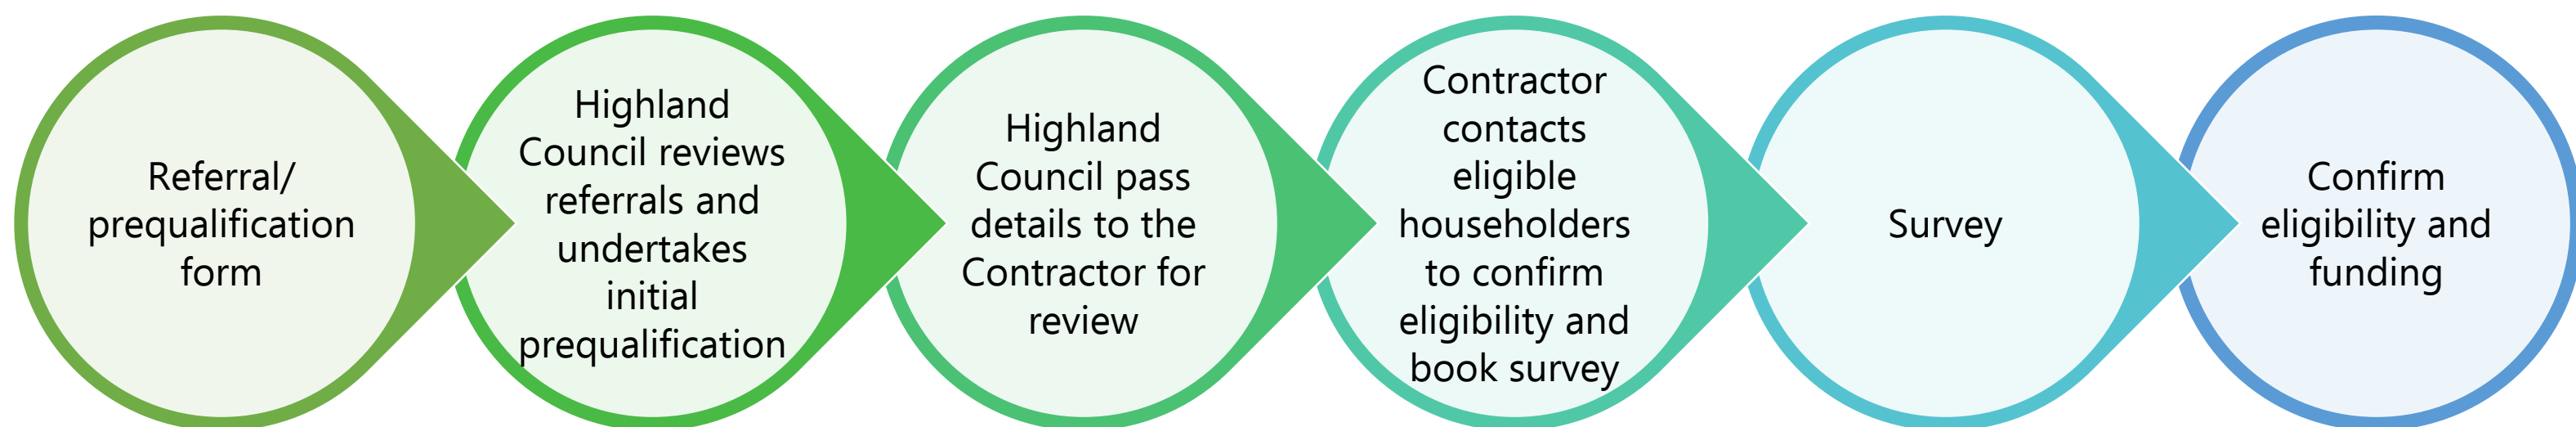 Referral/
prequalification
form
Highland
Council reviews
referrals and
undertakes
initial
prequalification
Highland
Council pass
details to the
Contractor for
review
Contractor
contacts
eligible
householders
to confirm
eligibility and
book survey
Survey
Confirm
eligibility and
funding